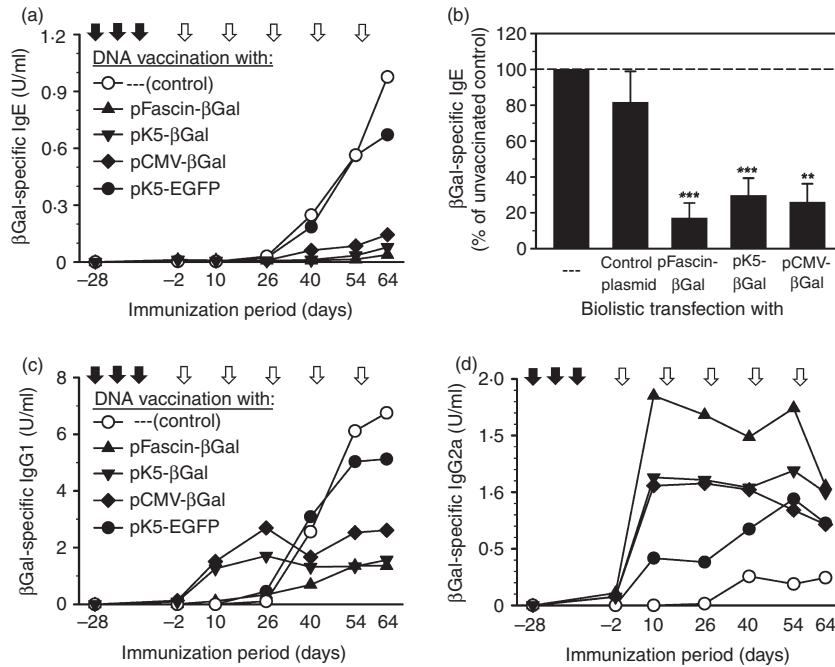 (a)
1·2
0·9
0·6
0·3
0
βGal-specific IgE (U/ml)
DNA vaccination with:
---(control)
pFascin-βGal
pK5-βGal
pCMV-βGal
pK5-EGFP
−28 −2 10 26 40 54 64
Immunization period (days)
(b)
120
100
80
60
40
20
0
βGal-specific IgE
(% of unvaccinated control)
*** *** **
---
Control
plasmid
pFascin-
βGal
pK5-
βGal
pCMV-
βGal
Biolistic transfection with
(c)
8
6
4
2
0
βGal-specific IgG1 (U/ml)
DNA vaccination with:
---(control)
pFascin-βGal
pK5-βGal
pCMV-βGal
pK5-EGFP
−28 −2 10 26 40 54 64
Immunization period (days)
(d)
2·0
1·5
1·6
0·5
0
βGal-specific IgG2a (U/ml)
−28 −2 10 26 40 54 64
Immunization period (days)